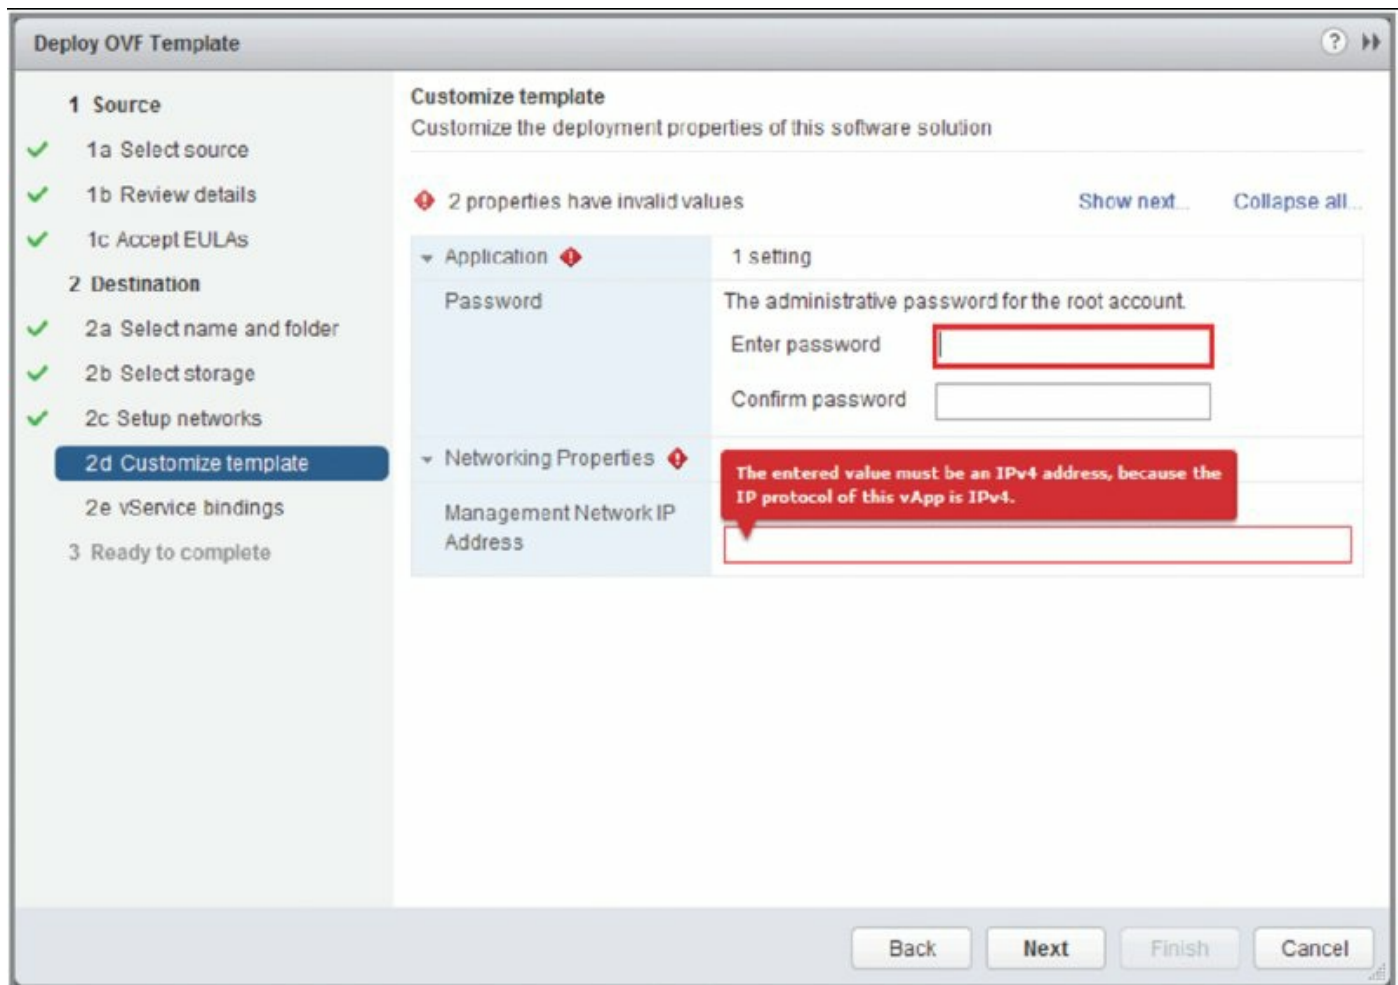 Deploy OVF Template
1 Source
1a Select source
1b Review details
1c Accept EULAs
2 Destination
2a Select name and folder
2b Select storage
2c Setup networks
2d Customize template
2e vService bindings
3 Ready to complete
Customize template
Customize the deployment properties of this software solution
2 properties have invalid values
Show next...
Collapse all...
Application
1 setting
Password
The administrative password for the root account.
Enter password
Confirm password
Networking Properties
The entered value must be an IPv4 address, because the
IP protocol of this vApp is IPv4.
Management Network IP
Address
Back
Next
Finish
Cancel